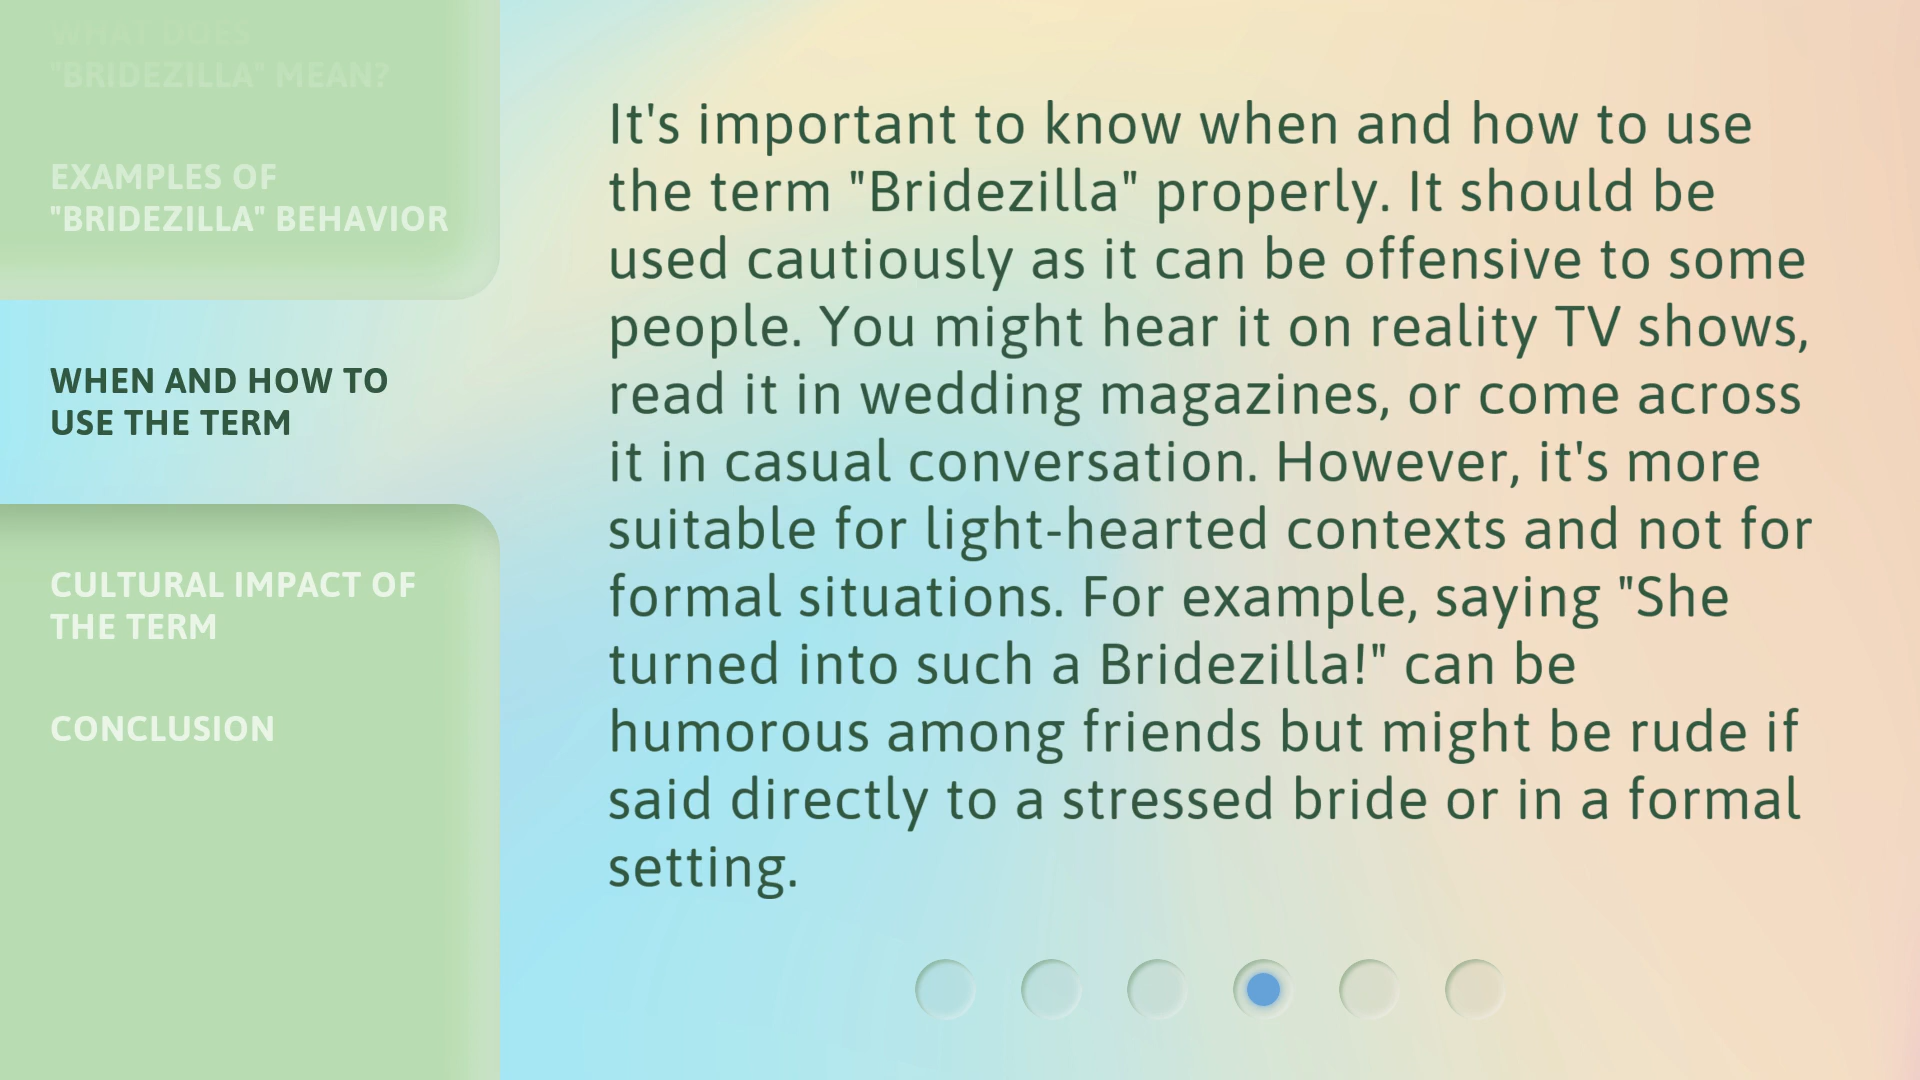 WHAT DOES
"BRIDEZILLA" MEAN?
EXAMPLES OF
"BRIDEZILLA" BEHAVIOR
WHEN AND HOW TO
USE THE TERM
CULTURAL IMPACT OF
THE TERM
CONCLUSION
It's important to know when and how to use
the term "Bridezilla" properly. It should be
used cautiously as it can be offensive to some
people. You might hear it on reality TV shows,
read it in wedding magazines, or come across
it in casual conversation. However, it's more
suitable for light-hearted contexts and not for
formal situations. For example, saying "She
turned into such a Bridezilla!" can be
humorous among friends but might be rude if
said directly to a stressed bride or in a formal
setting.